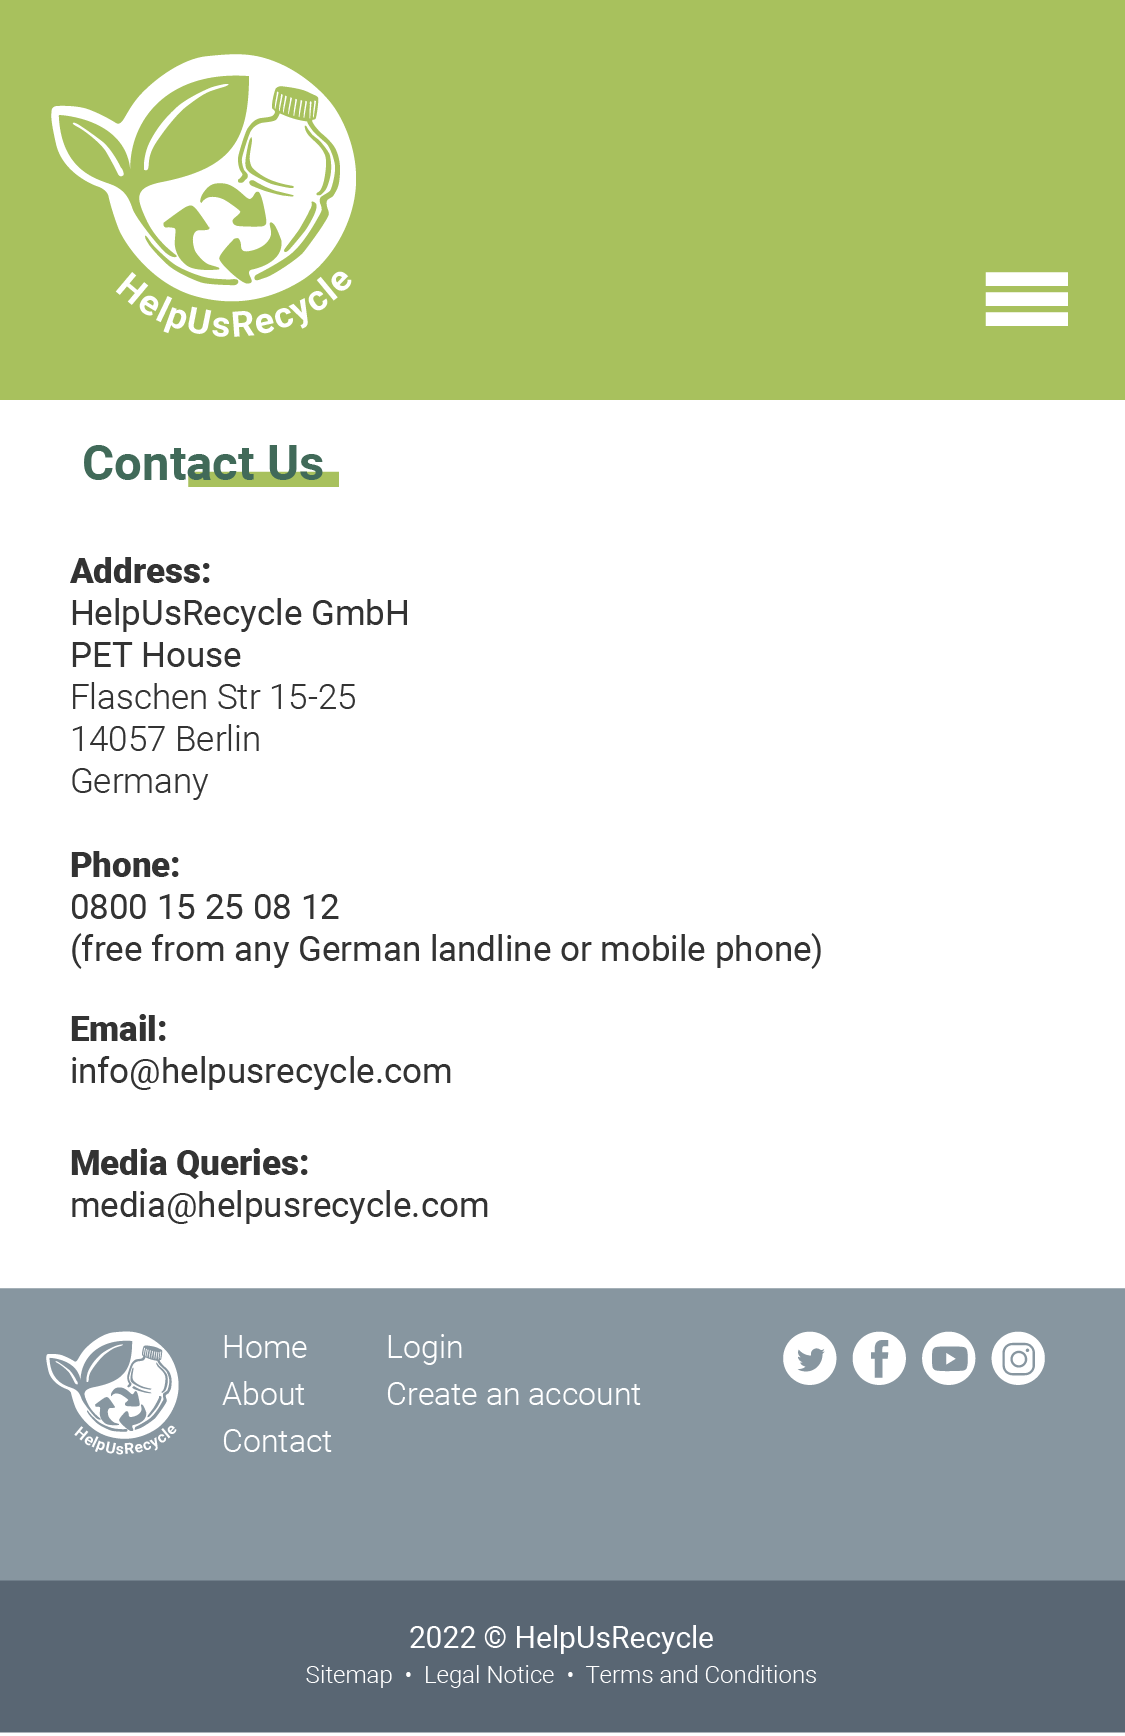 HelpUsRecycle
Contact Us
Address:
HelpUsRecycle GmbH
PET House
Flaschen Str 15-25
14057 Berlin
Germany
Phone:
0800 15 25 08 12
(free from any German landline or mobile phone)
Email:
info@helpusrecycle.com
Media Queries:
media@helpusrecycle.com
HelpUsRecycle
Home
About
Contact
Login
Create an account
2022 © HelpUsRecycle
Sitemap • Legal Notice • Terms and Conditions